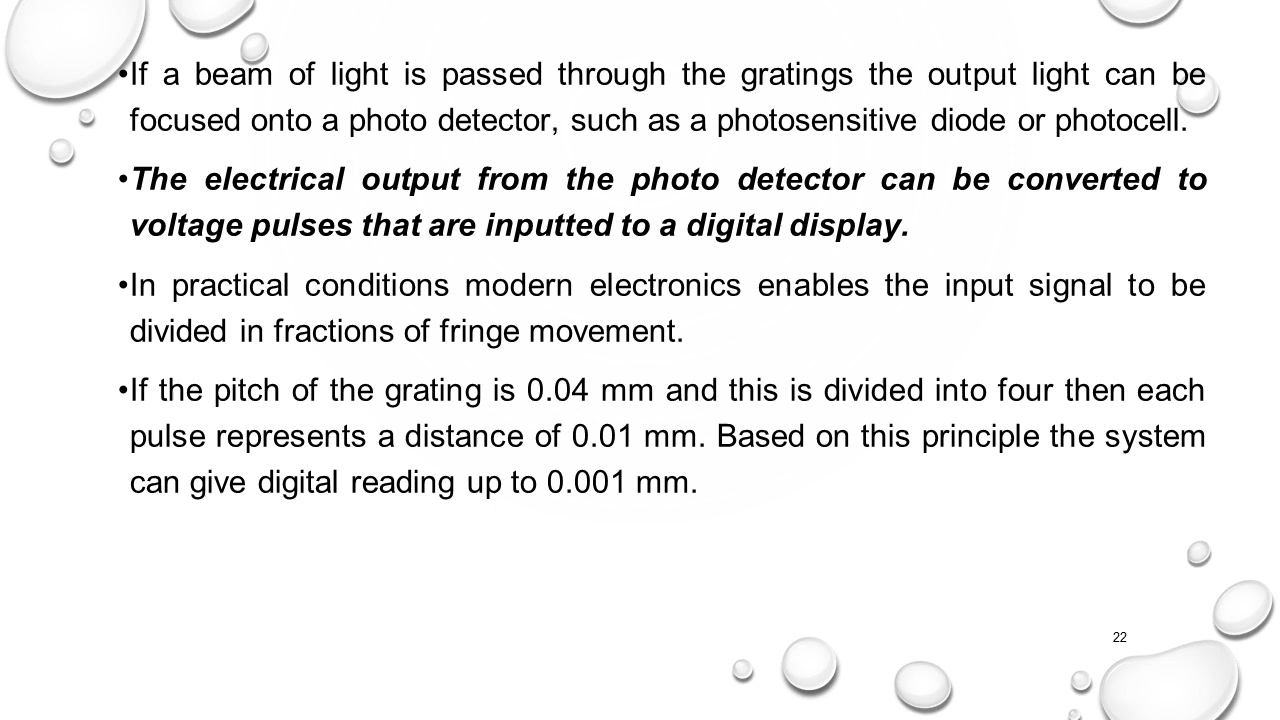 •If a beam of light is passed through the gratings the output light can be
focused onto a photo detector, such as a photosensitive diode or photocell.
•The electrical output from the photo detector can be converted to
voltage pulses that are inputted to a digital display.
•In practical conditions modern electronics enables the input signal to be
divided in fractions of fringe movement.
•If the pitch of the grating is 0.04 mm and this is divided into four then each
pulse represents a distance of 0.01 mm. Based on this principle the system
can give digital reading up to 0.001 mm.
22